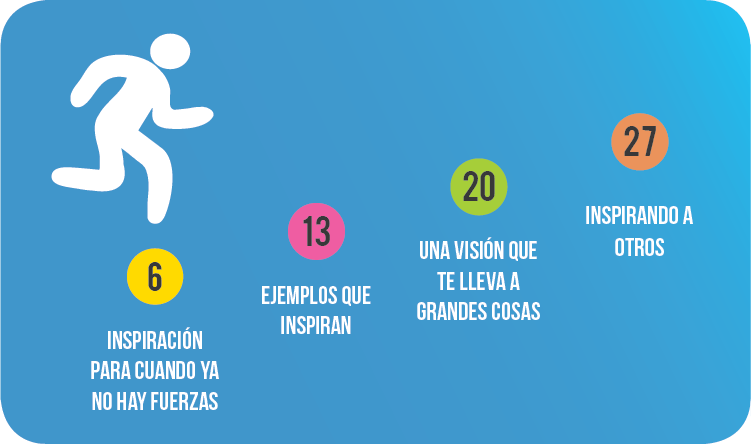 6
INSPIRACIÓN
PARA CUANDO YA
NO HAY FUERZAS
13
EJEMPLOS QUE
INSPIRAN
20
UNA VISIÓN QUE
TE LLEVA A
GRANDES COSAS
27
INSPIRANDO A
OTROS